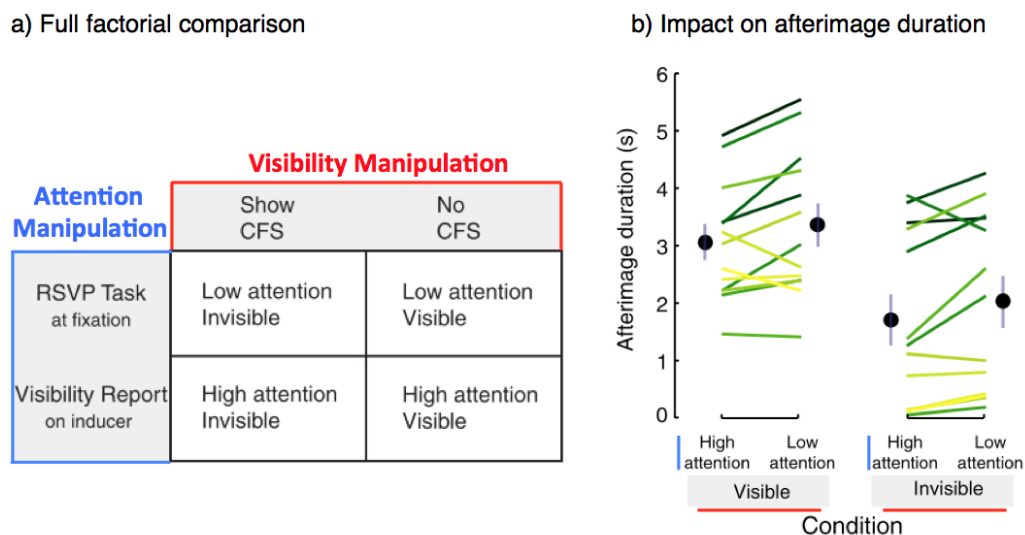 a) Full factorial comparison
Visibility Manipulation
Attention
Manipulation
Show
CFS
No
CFS
RSVP Task
at fixation
Low attention
Invisible
Low attention
Visible
Visibility Report
on inducer
High attention
Invisible
High attention
Visible
b) Impact on afterimage duration
Afterimage duration (s)
6
5
4
3
2
1
0
High
attention
Low
attention
High
attention
Low
attention
Visible
Invisible
Condition